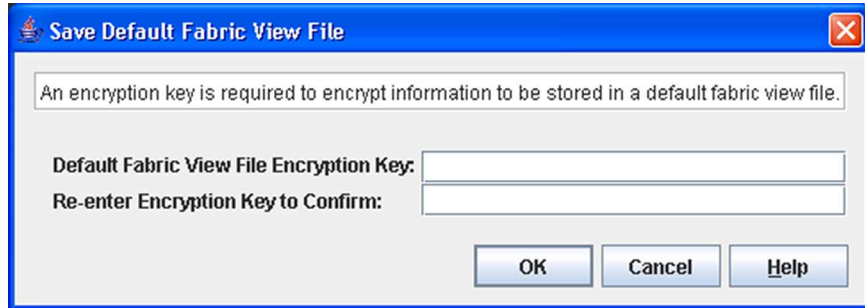 Save Default Fabric View File
An encryption key is required to encrypt information to be stored in a default fabric view file.
Default Fabric View File Encryption Key:
Re-enter Encryption Key to Confirm:
OK Cancel Help